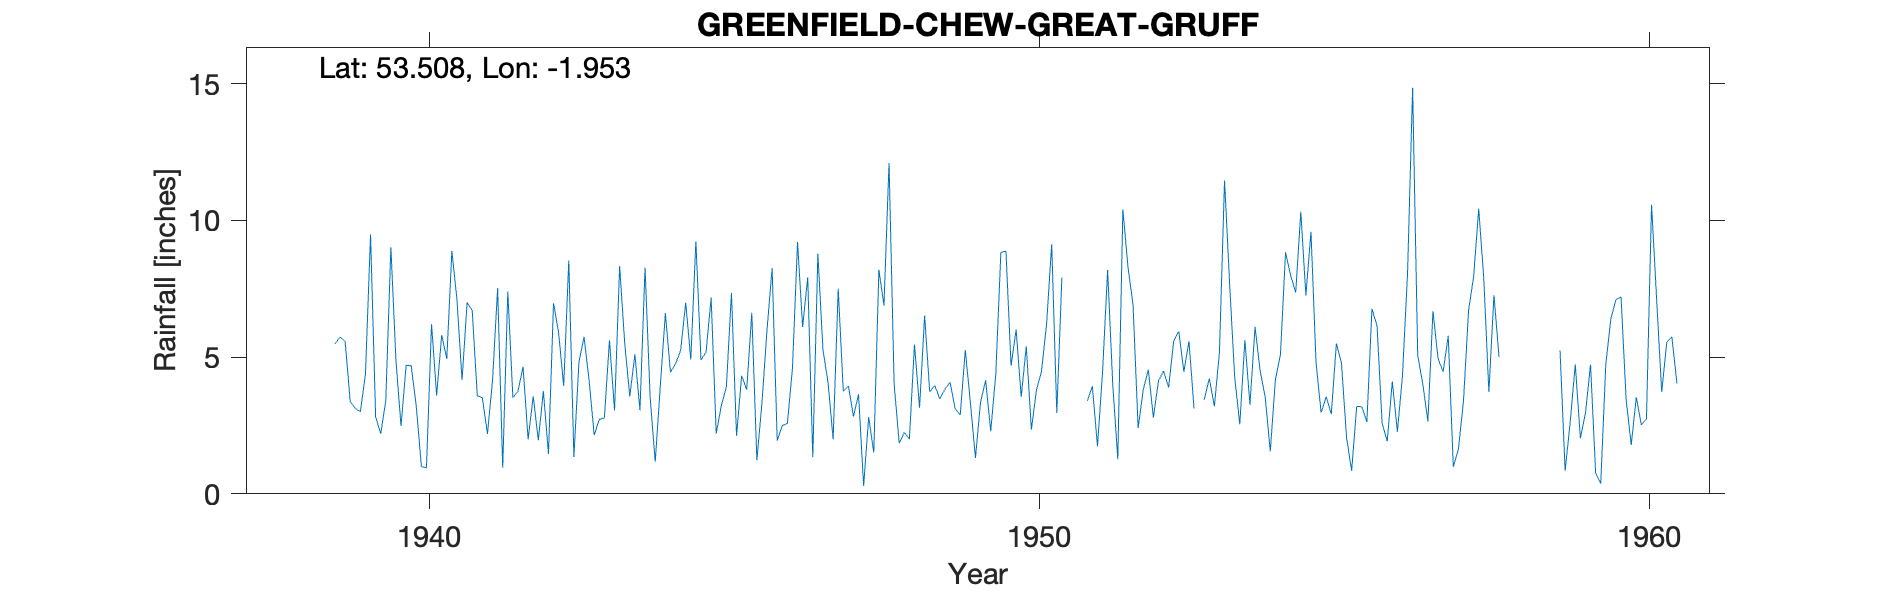 GREENFIELD-CHEW-GREAT-GRUFF
Lat: 53.508, Lon: -1.953
15
10
5
0
Rainfall [inches]
1940 1950 1960
Year